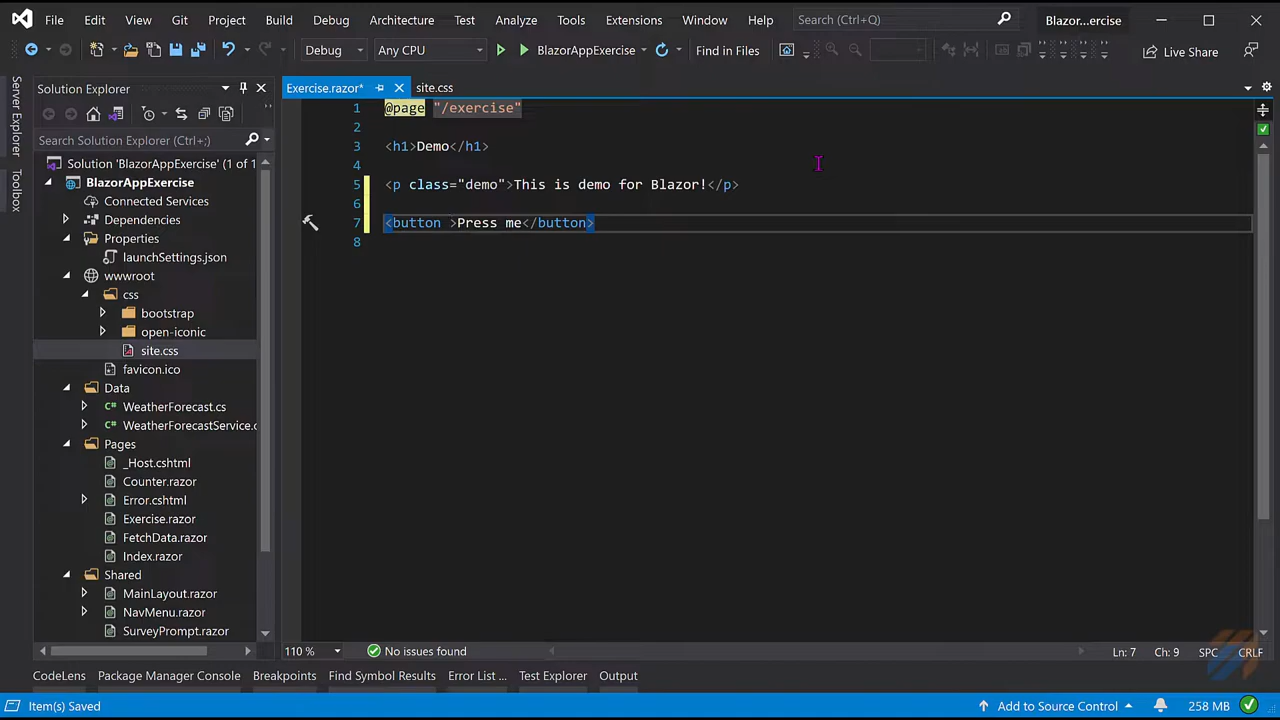 File Edit View Git Project Build Debug Architecture Test Analyze Tools Extensions Window Help Search (Ctrl+Q) Blazor...ercise
Debug Any CPU BlazorAppExercise Find in Files Live Share
Server Explorer
Toolbox
Solution Explorer
Search Solution Explorer (Ctrl+;)
Solution 'BlazorAppExercise' (1 of 1
BlazorAppExercise
Connected Services
Dependencies
Properties
launchSettings.json
wwwroot
css
bootstrap
open-iconic
site.css
favicon.ico
Data
C# WeatherForecast.cs
C# WeatherForecastService.c
Pages
_Host.cshtml
Counter.razor
Error.cshtml
Exercise.razor
FetchData.razor
Index.razor
Shared
MainLayout.razor
NavMenu.razor
SurveyPrompt.razor
Exercise.razor* site.css
1 @page "/exercise"
2
3 <h1>Demo</h1>
4
5 <p class="demo">This is demo for Blazor!</p>
6
7 <button >Press me</button>
8
110 % No issues found Ln: 7 Ch: 9 SPC CRLF
CodeLens Package Manager Console Breakpoints Find Symbol Results Error List ... Test Explorer Output
Item(s) Saved Add to Source Control 258 MB